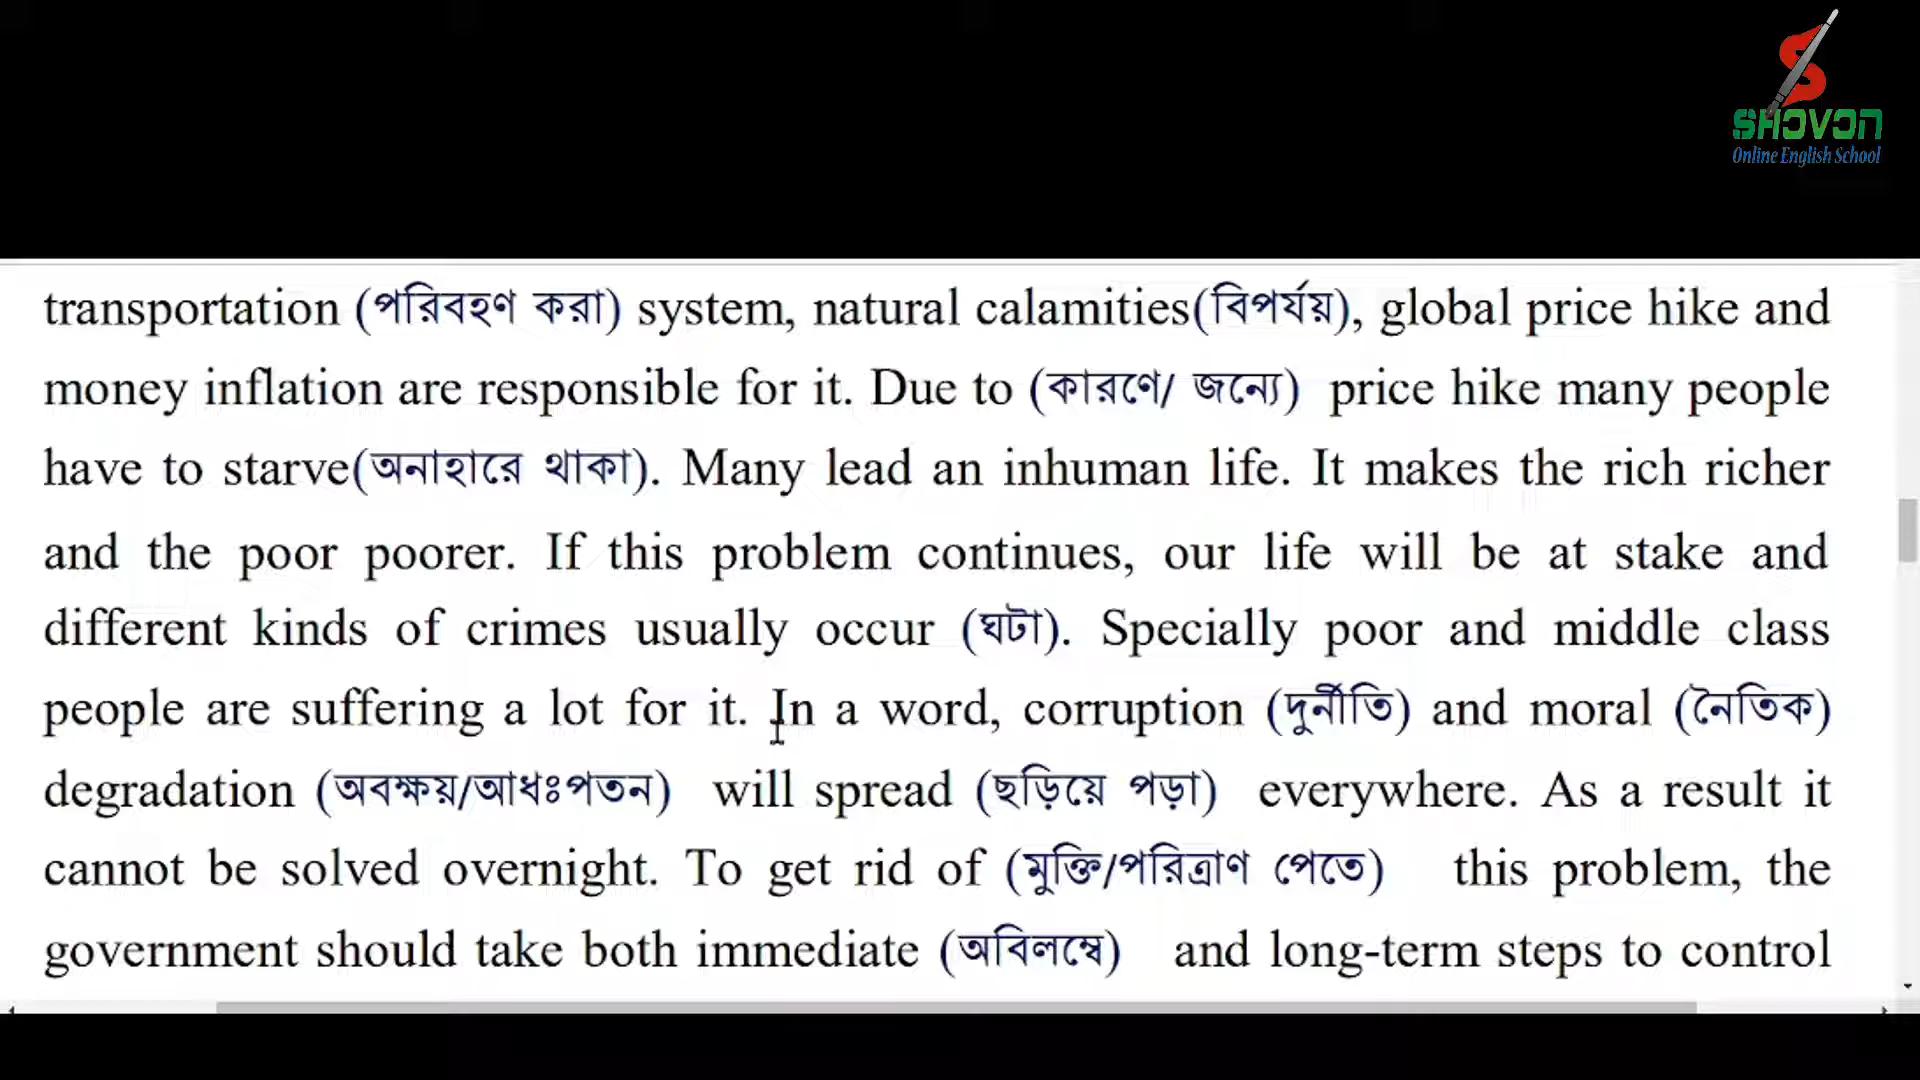 SHOVON
Online English School
transportation (পরিবহণ করা) system, natural calamities(বিপর্যয়), global price hike and
money inflation are responsible for it. Due to (কারণে/ জন্যে) price hike many people
have to starve(অনাহারে থাকা). Many lead an inhuman life. It makes the rich richer
and the poor poorer. If this problem continues, our life will be at stake and
different kinds of crimes usually occur (ঘটা). Specially poor and middle class
people are suffering a lot for it. In a word, corruption (দুর্নীতি) and moral (নৈতিক)
degradation (অবক্ষয়/আধঃপতন) will spread (ছড়িয়ে পড়া) everywhere. As a result it
cannot be solved overnight. To get rid of (মুক্তি/পরিত্রাণ পেতে) this problem, the
government should take both immediate (অবিলম্বে) and long-term steps to control